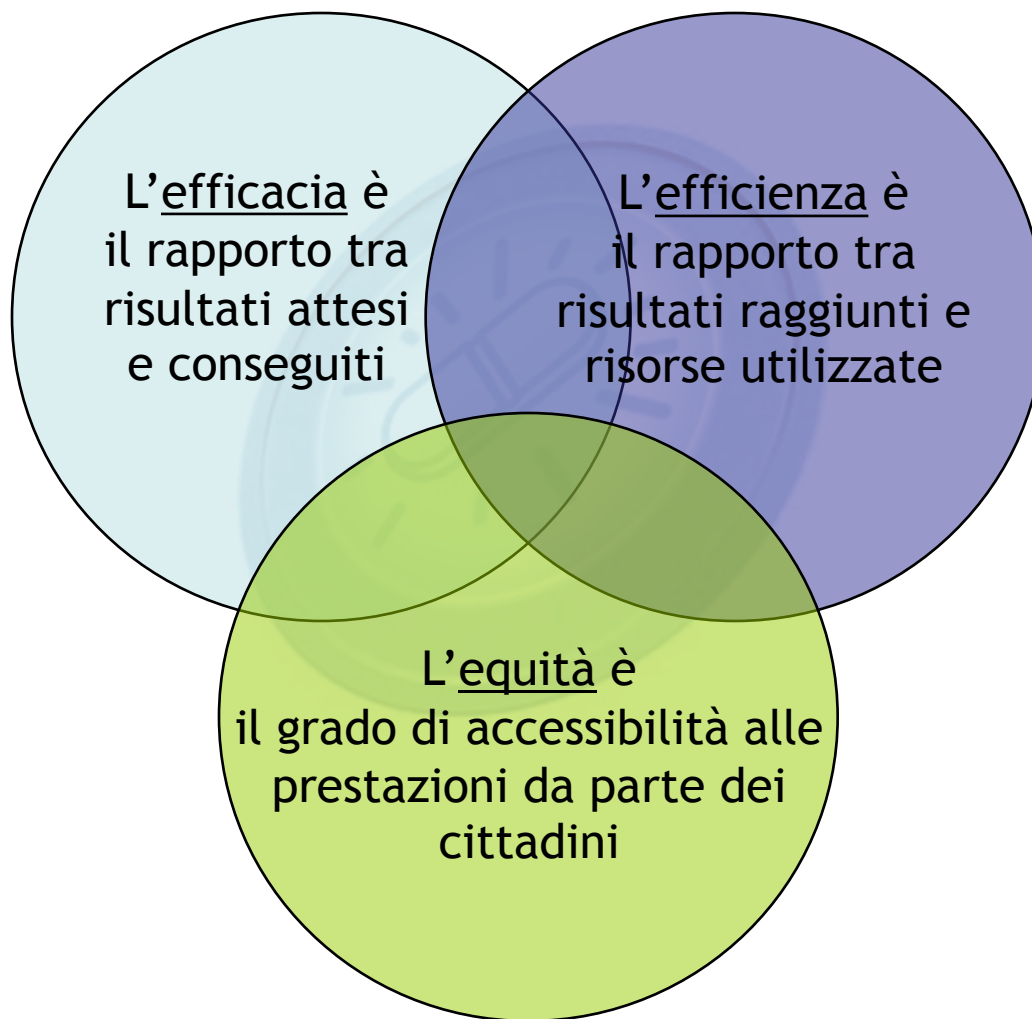 L’efficacia è
il rapporto tra
risultati attesi
e conseguiti
L’efficienza è
il rapporto tra
risultati raggiunti e
risorse utilizzate
L’equità è
il grado di accessibilità alle
prestazioni da parte dei
cittadini